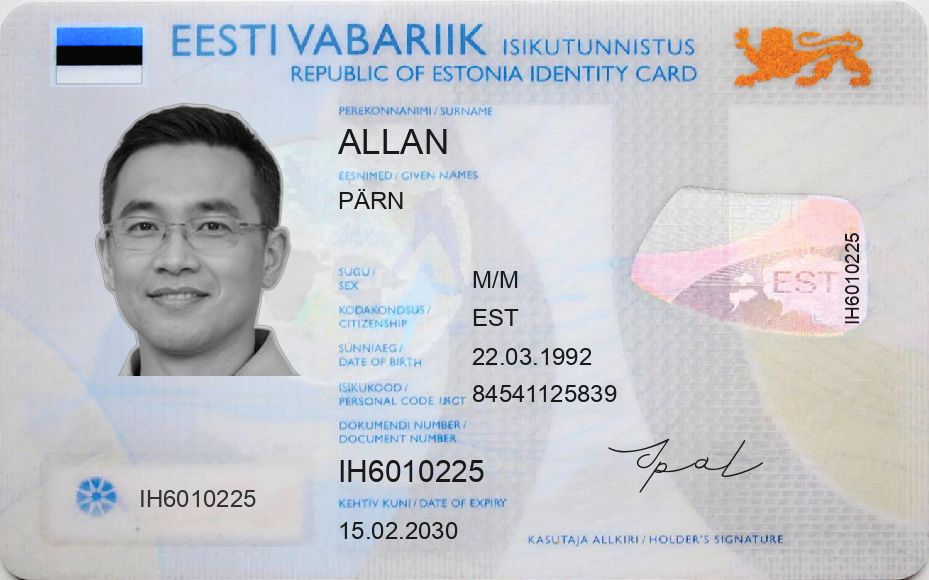 EESTI VABARIIK ISIKUTUNNISTUS
REPUBLIC OF ESTONIA IDENTITY CARD
PEREKONNANIMI / SURNAME
ALLAN
EESNIMED / GIVEN NAMES
PÄRN
SUGU /
SEX
M/M
KODAKONDSUS /
CITIZENSHIP
EST
SÜNNIAEG /
DATE OF BIRTH
22.03.1992
ISIKUKOOD /
PERSONAL CODE
84541125839
DOKUMENDI NUMBER /
DOCUMENT NUMBER
IH6010225
KEHTIV KUNI / DATE OF EXPIRY
15.02.2030
IH6010225
EST
IH6010225
KASUTAJA ALLKIRI / HOLDER'S SIGNATURE